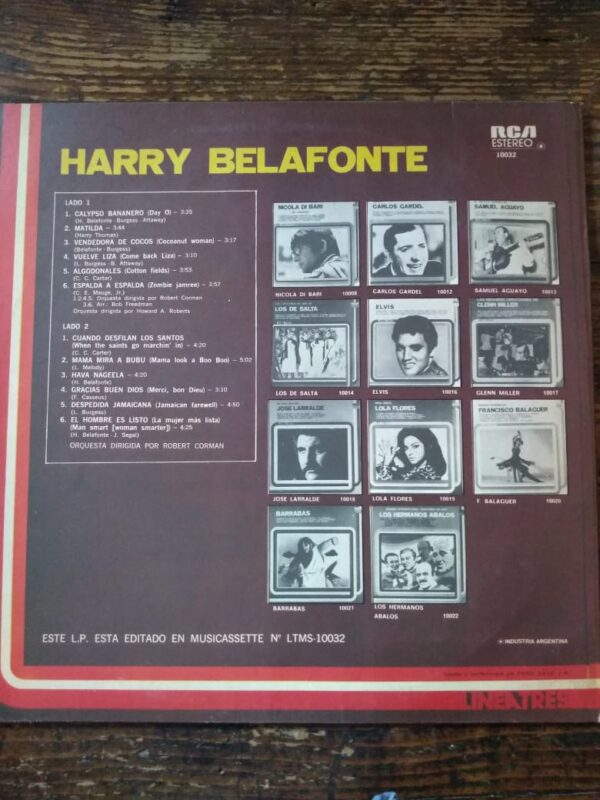 RCA
ESTEREO
10032
HARRY BELAFONTE
LADO 1
1. CALYPSO BANANERO (Day O) – 3:35
(H. Belafonte - Burgess - Attaway)
2. MATILDA – 3:44
(Harry Thomas)
3. VENDEDORA DE COCOS (Cocoanut woman) – 3:17
(Belafonte - Burgess)
4. VUELVE LIZA (Come back Liza) – 3:10
(L. Burgess - B. Attaway)
5. ALGODONALES (Cotton fields) – 3:53
(C. C. Carter)
6. ESPALDA A ESPALDA (Zombie jamree) – 3:57
(C. E. Mauge, Jr.)
1.2.4.5. Orquesta dirigida por Robert Corman
3.6. Arr.: Bob Freedman
Orquesta dirigida por Howard A. Roberts
LADO 2
1. CUANDO DESFILAN LOS SANTOS
(When the saints go marchin' in) – 4:20
(C. C. Carter)
2. MAMA MIRA A BUBU (Mama look a Boo Boo) – 5:02
(L. Melody)
3. HAVA NAGEELA – 4:20
(H. Belafonte)
4. GRACIAS BUEN DIOS (Merci, bon Dieu) – 3:10
(F. Casseus)
5. DESPEDIDA JAMAICANA (Jamaican farewell) – 4:50
(L. Burgess)
6. EL HOMBRE ES LISTO (La mujer más lista)
(Man smart [woman smarter]) – 4:25
(H. Belafonte - J. Segal)
ORQUESTA DIRIGIDA POR ROBERT CORMAN
NICOLA DI BARI
CARLOS GARDEL
SAMUEL AGUAYO
NICOLA DI BARI 10009
CARLOS GARDEL 10012
SAMUEL AGUAYO 10013
LOS DE SALTA
ELVIS
GLENN MILLER
LOS DE SALTA 10014
ELVIS 10016
GLENN MILLER 10017
JOSE LARRALDE
LOLA FLORES
FRANCISCO BALAGUER
JOSE LARRALDE 10018
LOLA FLORES 10019
F. BALAGUER 10020
BARRABAS
LOS HERMANOS ABALOS
BARRABAS 10021
LOS HERMANOS
ABALOS 10022
ESTE L.P. ESTA EDITADO EN MUSICASSETTE Nº LTMS-10032
INDUSTRIA ARGENTINA
LINEATRES